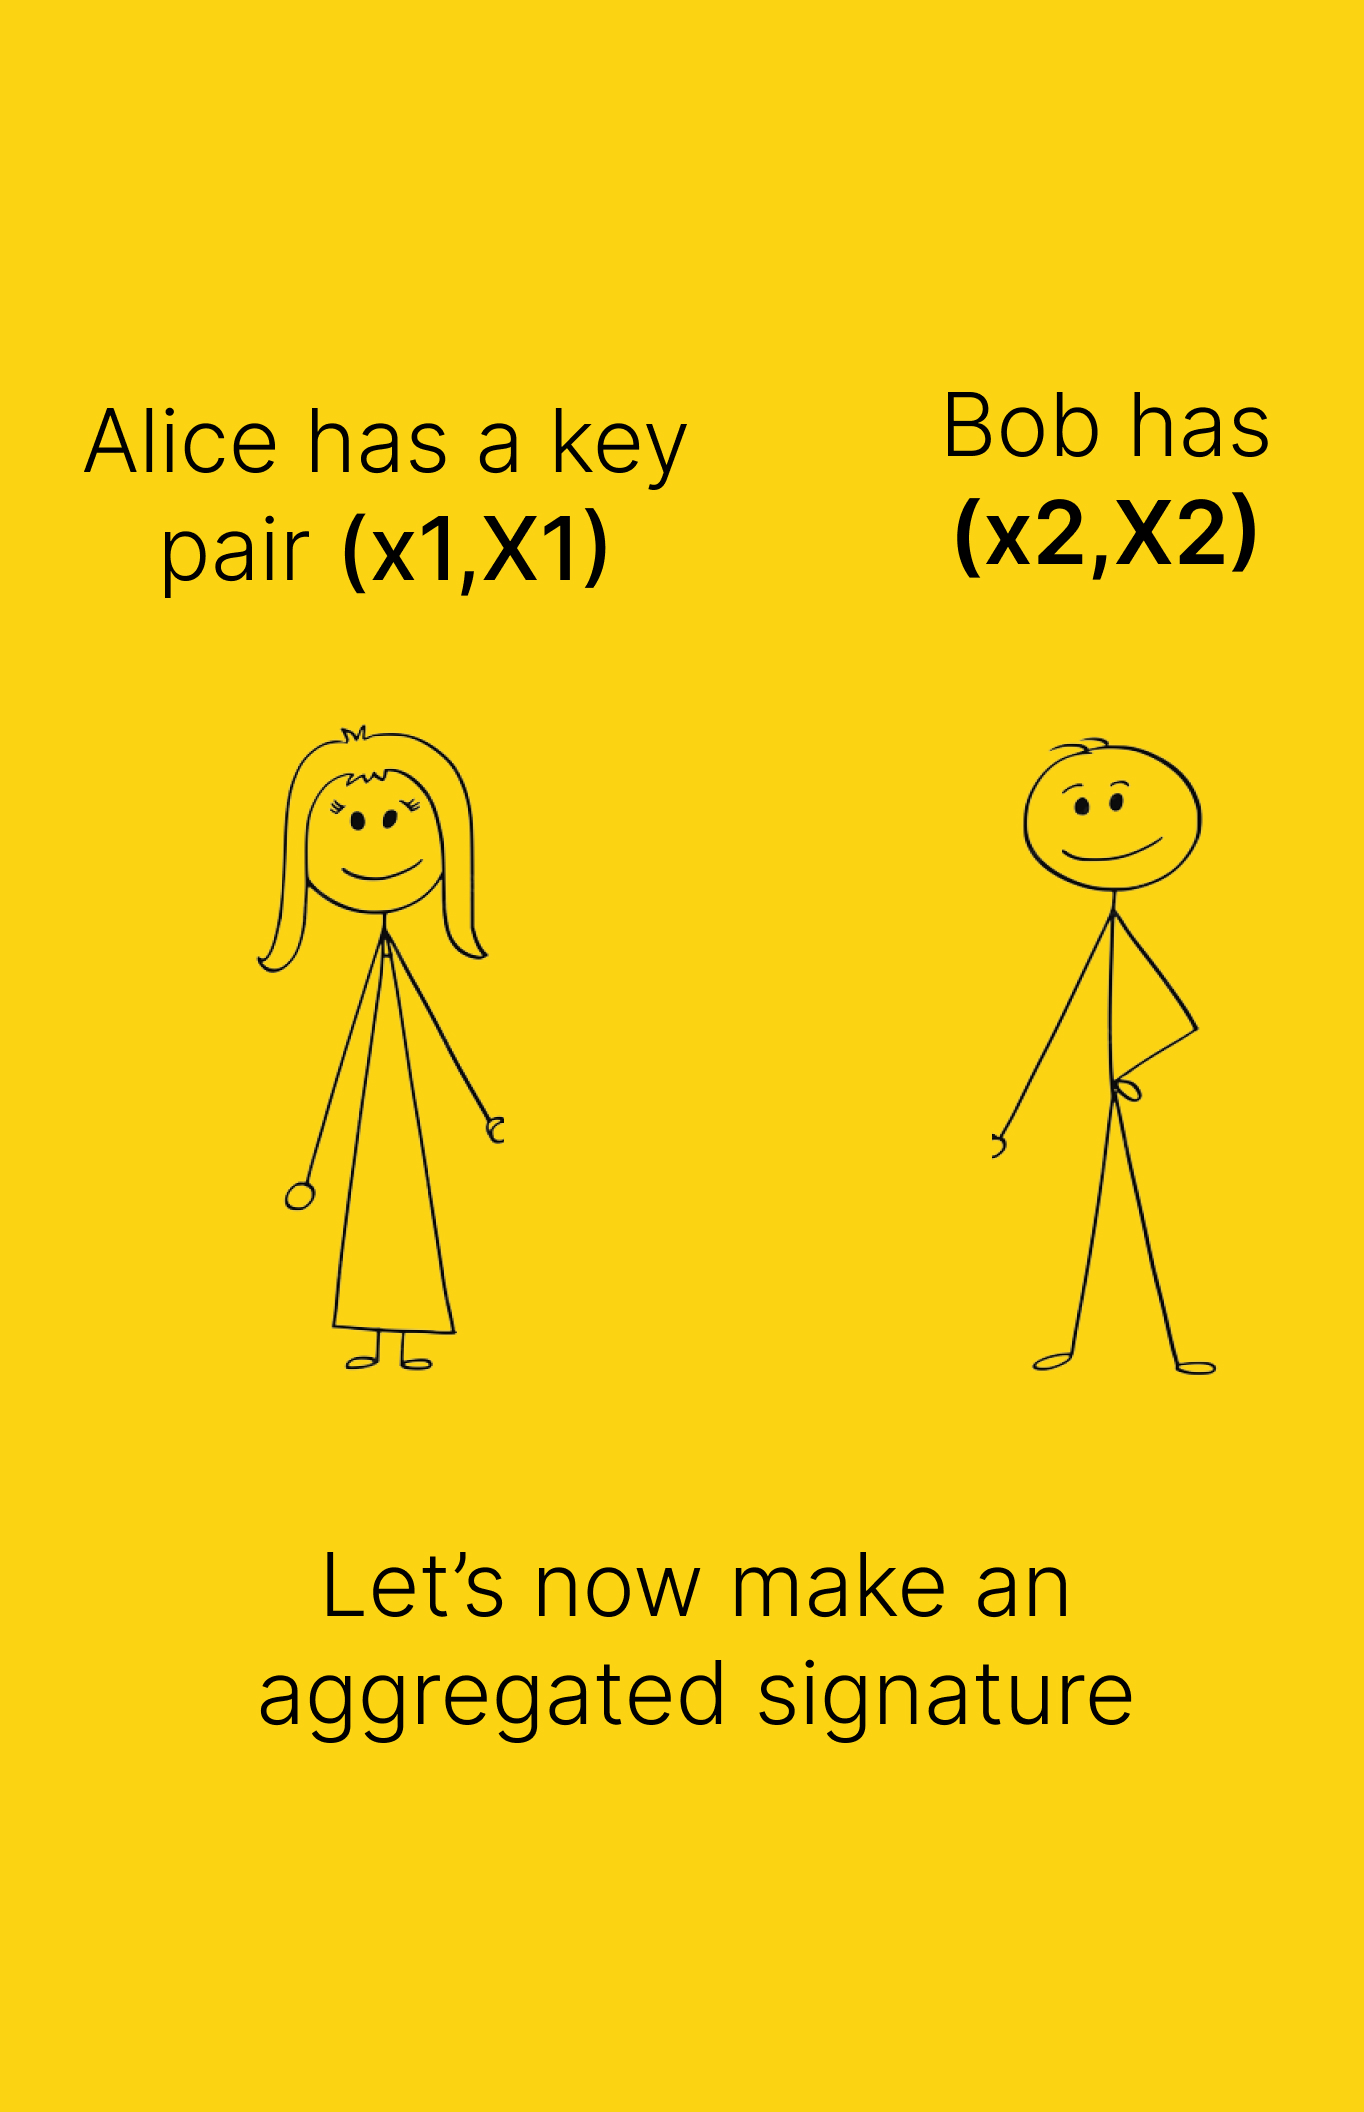 Alice has a key
pair (x1,X1)
Bob has
(x2,X2)
Let’s now make an
aggregated signature